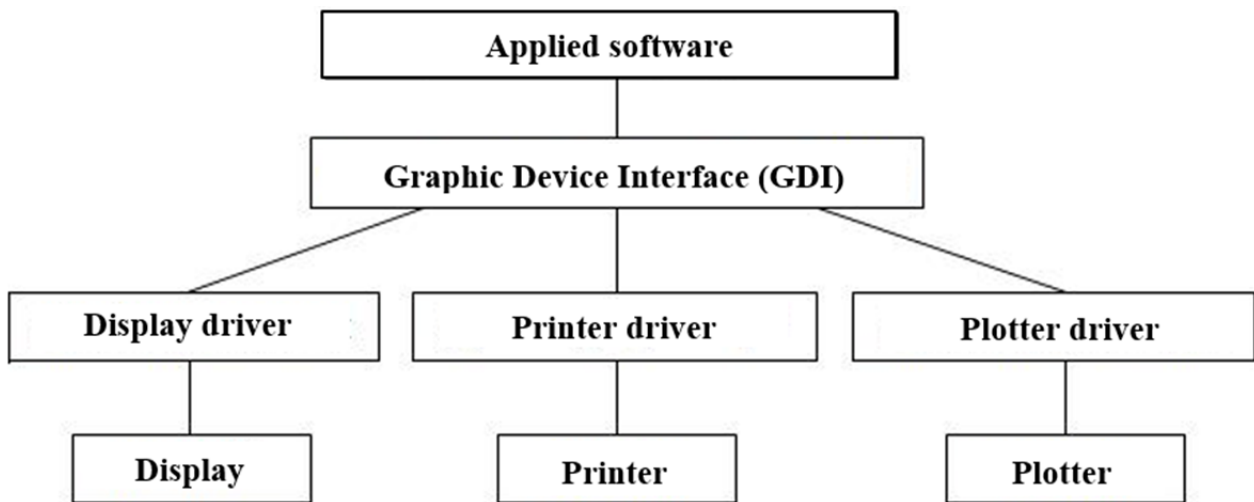 Applied software
Graphic Device Interface (GDI)
Display driver
Printer driver
Plotter driver
Display
Printer
Plotter